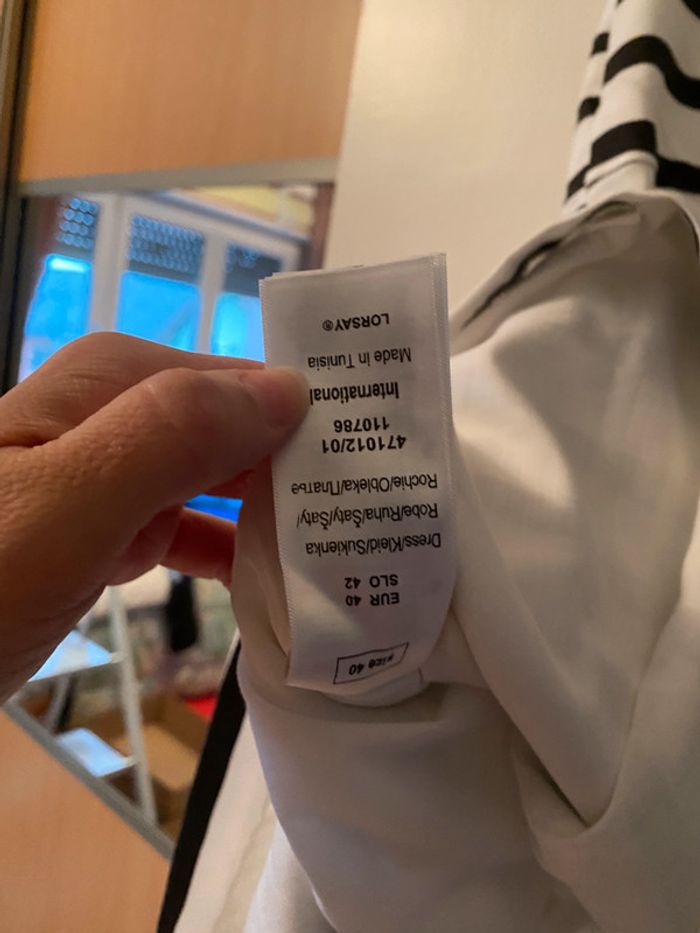 size 40
EUR 40
SLO 42
Dress/Kleid/Sukienka
Robe/Ruha/Šaty/Šaty/
Rochie/Obleka/Платье
471012/01
110786
International
Made in Tunisia
LORSAY®